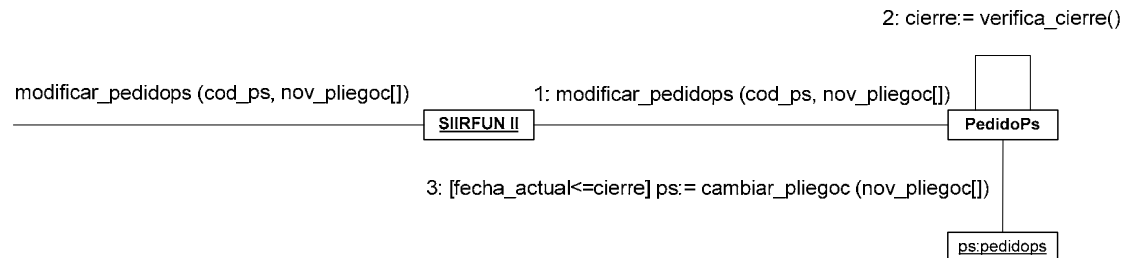 2: cierre:= verifica_cierre()
modificar_pedidops (cod_ps, nov_pliegoc[])
1: modificar_pedidops (cod_ps, nov_pliegoc[])
SIIRFUN II
PedidoPs
3: [fecha_actual<=cierre] ps:= cambiar_pliegoc (nov_pliegoc[])
ps:pedidops